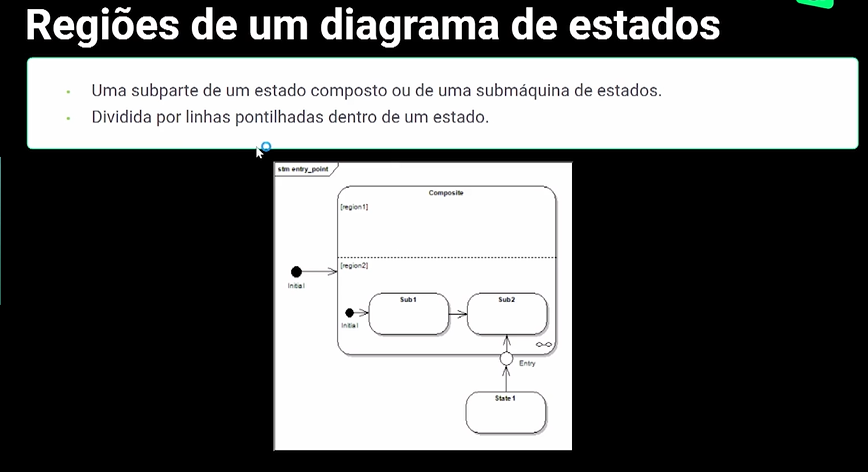 Regiões de um diagrama de estados
Uma subparte de um estado composto ou de uma submáquina de estados.
Dividida por linhas pontilhadas dentro de um estado.
stm entry_point
Composite
[region1]
[region2]
Initial
Sub1
Sub2
Initial
Entry
State1